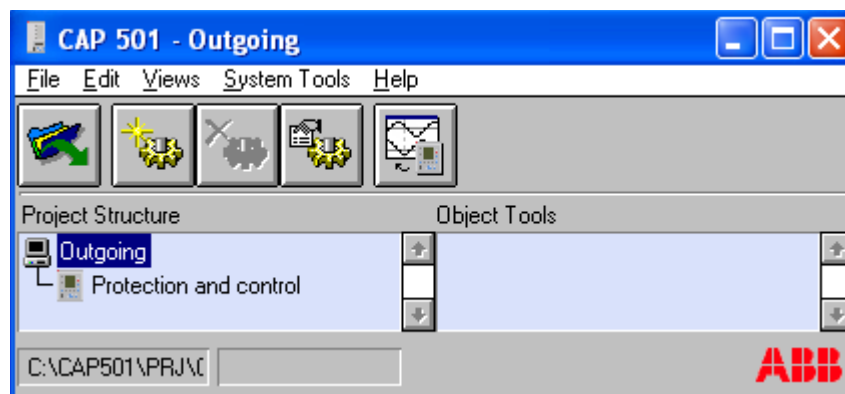 CAP 501 - Outgoing
File Edit Views System Tools Help
Project Structure Object Tools
Outgoing
Protection and control
C:\CAP501\PRJ\
ABB